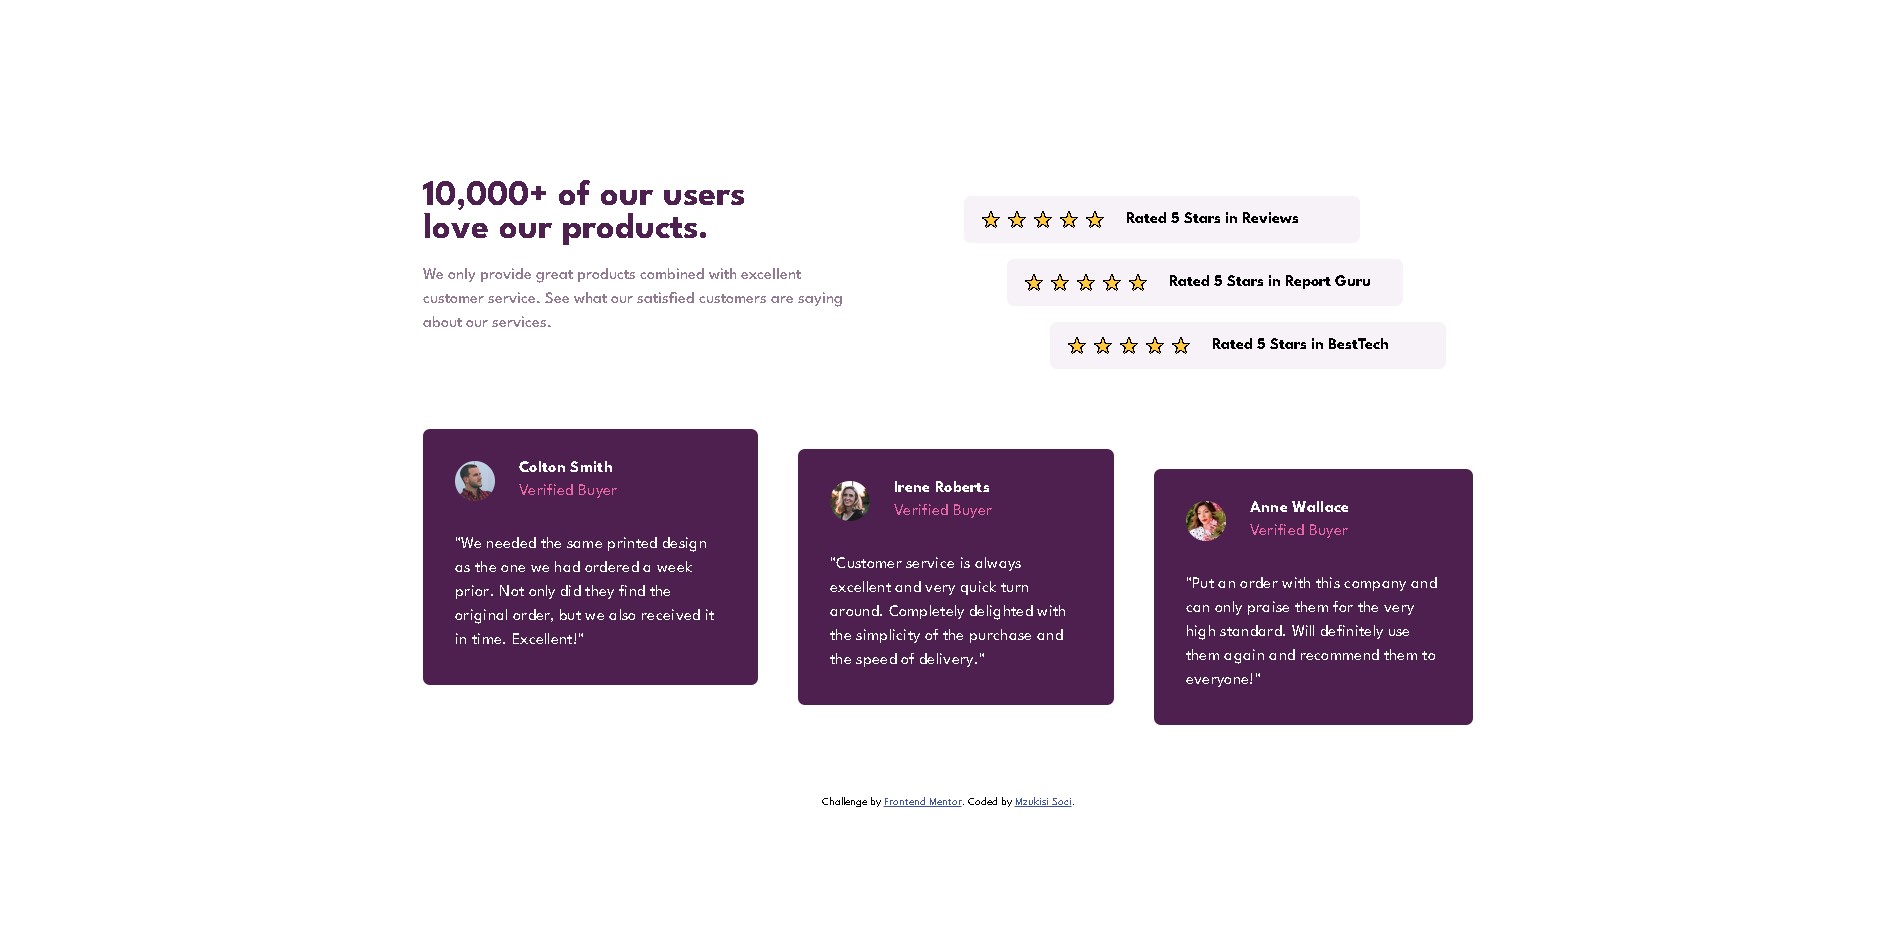 10,000+ of our users
love our products.
We only provide great products combined with excellent
customer service. See what our satisfied customers are saying
about our services.
Rated 5 Stars in Reviews
Rated 5 Stars in Report Guru
Rated 5 Stars in BestTech
Colton Smith
Verified Buyer
"We needed the same printed design
as the one we had ordered a week
prior. Not only did they find the
original order, but we also received it
in time. Excellent!"
Irene Roberts
Verified Buyer
"Customer service is always
excellent and very quick turn
around. Completely delighted with
the simplicity of the purchase and
the speed of delivery."
Anne Wallace
Verified Buyer
"Put an order with this company and
can only praise them for the very
high standard. Will definitely use
them again and recommend them to
everyone!"
Challenge by Frontend Mentor. Coded by Mzukisi Soci.